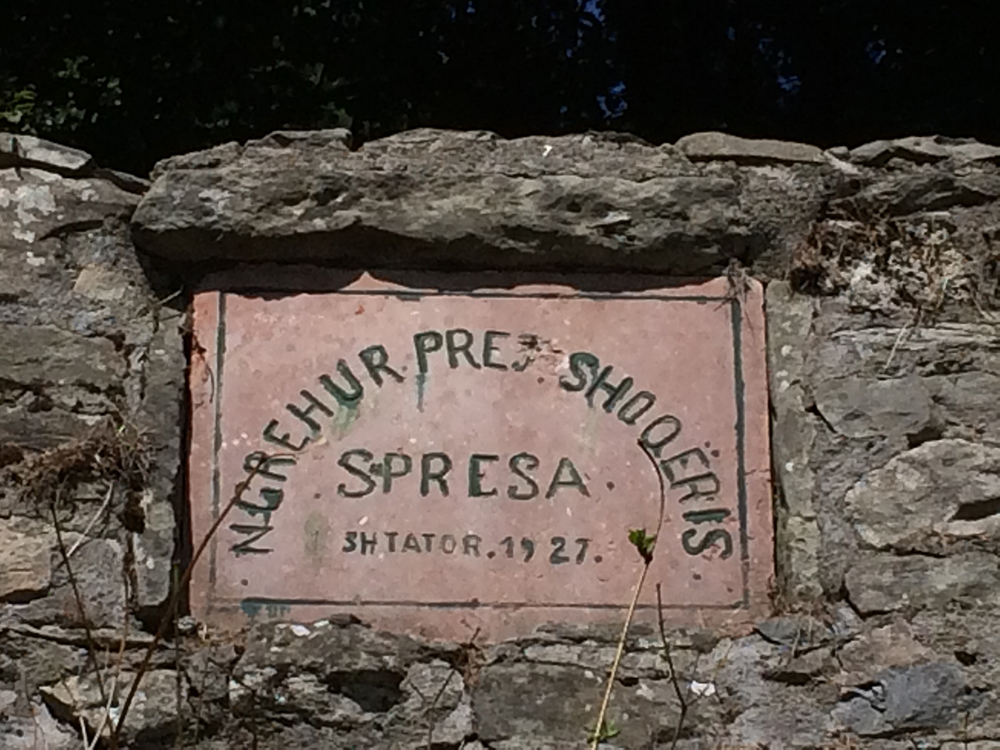 NGREHUR PREJ SHOQËRIS
SPRESA.
SHTATOR.1927.